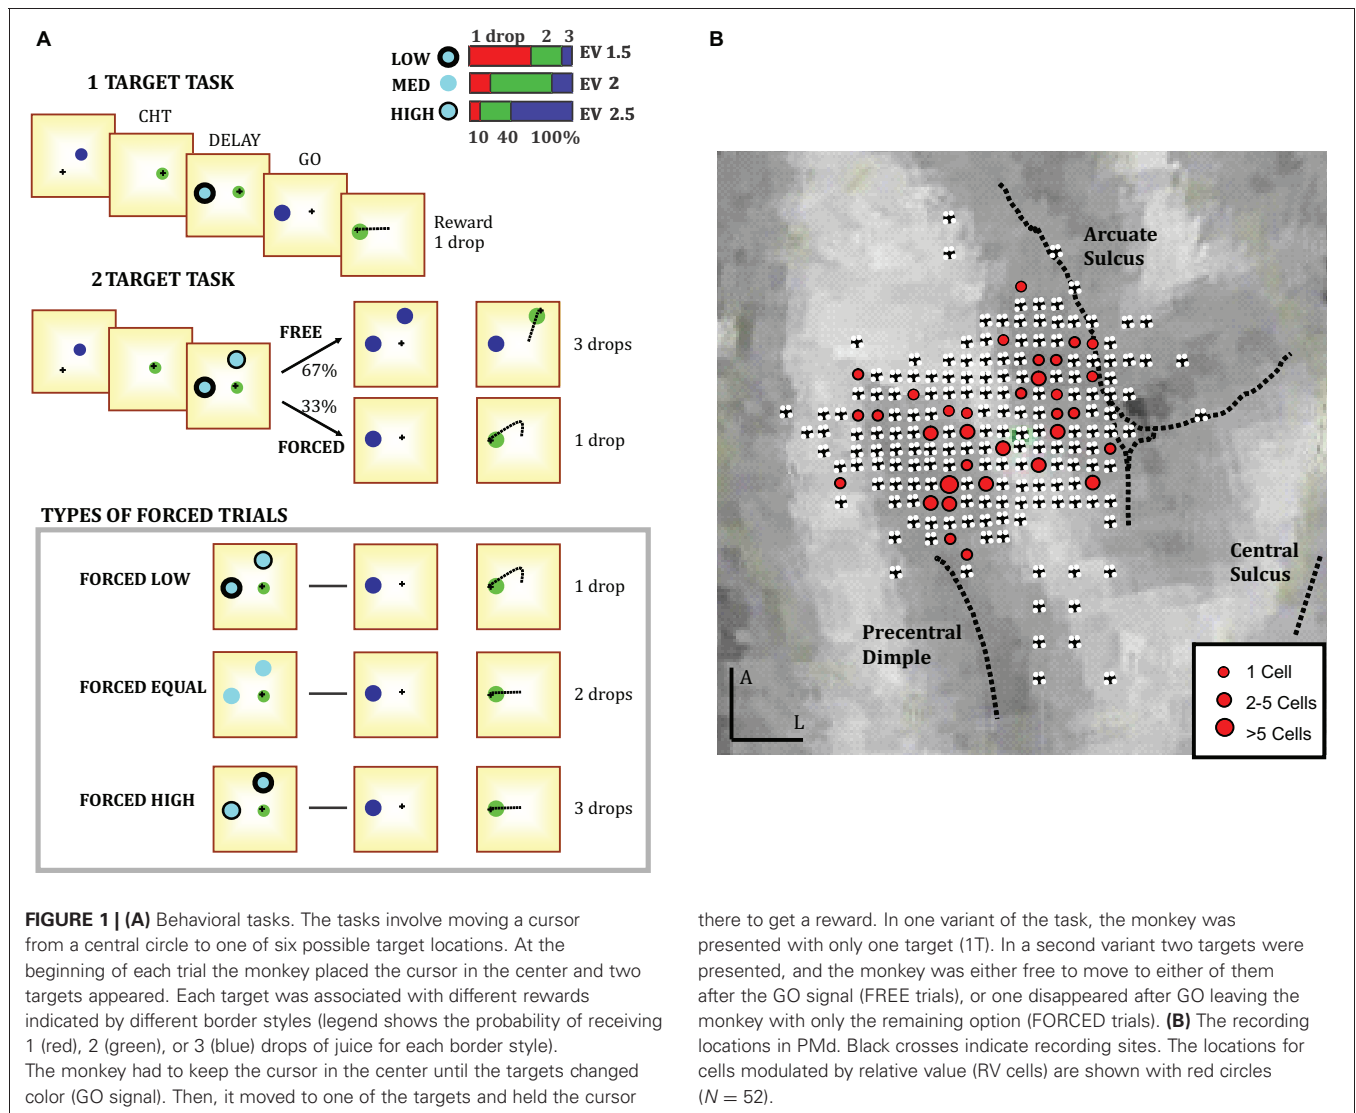 A
1 drop 2 3
LOW EV 1.5
MED EV 2
HIGH EV 2.5
10 40 100%
1 TARGET TASK
CHT
DELAY
GO
Reward
1 drop
2 TARGET TASK
FREE
67%
33%
FORCED
3 drops
1 drop
TYPES OF FORCED TRIALS
FORCED LOW
1 drop
FORCED EQUAL
2 drops
FORCED HIGH
3 drops
B
Arcuate
Sulcus
Central
Sulcus
Precentral
Dimple
A
L
1 Cell
2-5 Cells
>5 Cells
FIGURE 1 | (A) Behavioral tasks. The tasks involve moving a cursor
from a central circle to one of six possible target locations. At the
beginning of each trial the monkey placed the cursor in the center and two
targets appeared. Each target was associated with different rewards
indicated by different border styles (legend shows the probability of receiving
1 (red), 2 (green), or 3 (blue) drops of juice for each border style).
The monkey had to keep the cursor in the center until the targets changed
color (GO signal). Then, it moved to one of the targets and held the cursor
there to get a reward. In one variant of the task, the monkey was
presented with only one target (1T). In a second variant two targets were
presented, and the monkey was either free to move to either of them
after the GO signal (FREE trials), or one disappeared after GO leaving the
monkey with only the remaining option (FORCED trials). (B) The recording
locations in PMd. Black crosses indicate recording sites. The locations for
cells modulated by relative value (RV cells) are shown with red circles
(N = 52).